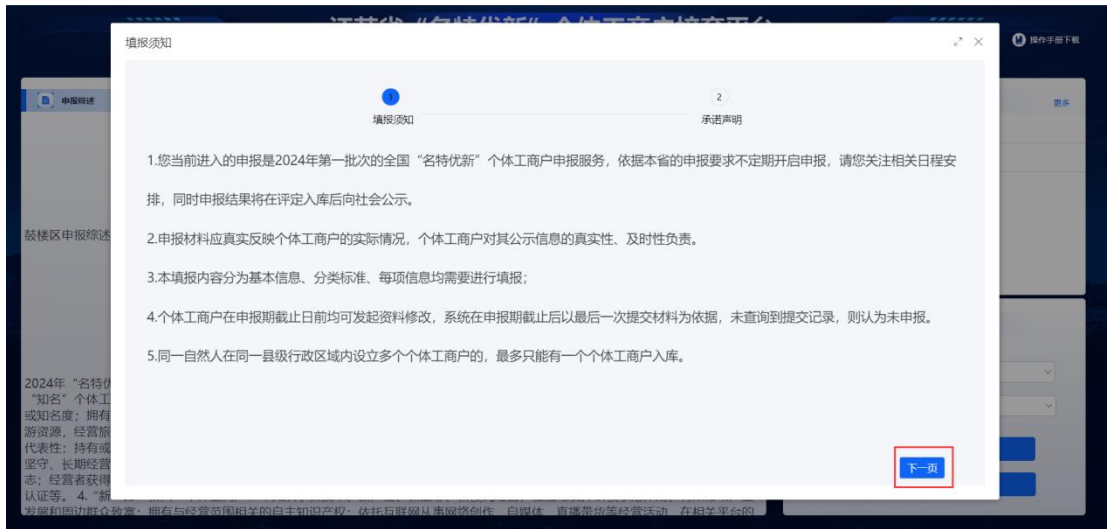 填报须知
操作手册下载
申报综述
更多
1
2
填报须知
承诺声明
1.您当前进入的申报是2024年第一批次的全国“名特优新”个体工商户申报服务，依据本省的申报要求不定期开启申报，请您关注相关日程安
排，同时申报结果将在评定入库后向社会公示。
鼓楼区申报综述
2.申报材料应真实反映个体工商户的实际情况，个体工商户对其公示信息的真实性、及时性负责。
3.本填报内容分为基本信息、分类标准、每项信息均需要进行填报；
4.个体工商户在申报期截止日前均可发起资料修改，系统在申报期截止后以最后一次提交材料为依据，未查询到提交记录，则认为未申报。
5.同一自然人在同一县级行政区域内设立多个个体工商户的，最多只能有一个个体工商户入库。
2024年“名特
“知名”个体工
或知名度；拥有
游资源，经营旅
代表性；持有或
坚守、长期经营
志；经营者获得
认证等。 4. “新
下一页
发展和周边群众致富；拥有与经营范围相关的自主知识产权；依托互联网从事网络创作、自媒体、直播带货等经营活动，在相关平台的